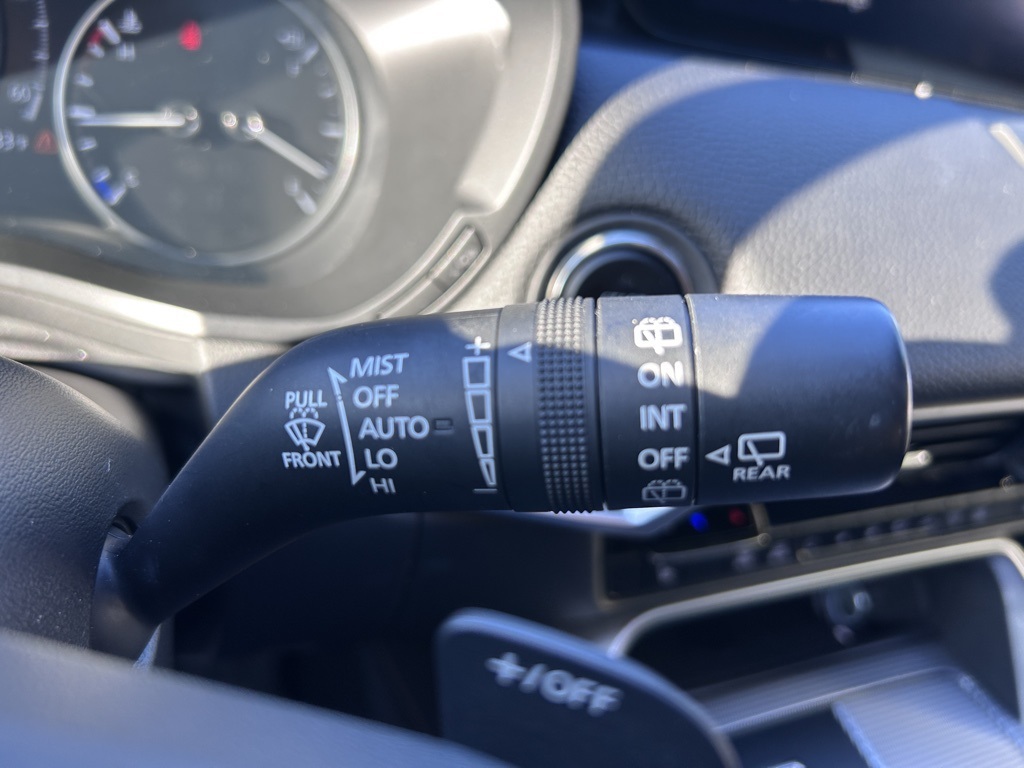 PULL
FRONT
MIST
OFF
AUTO
LO
HI
+
-
ON
INT
OFF
REAR
+/OFF